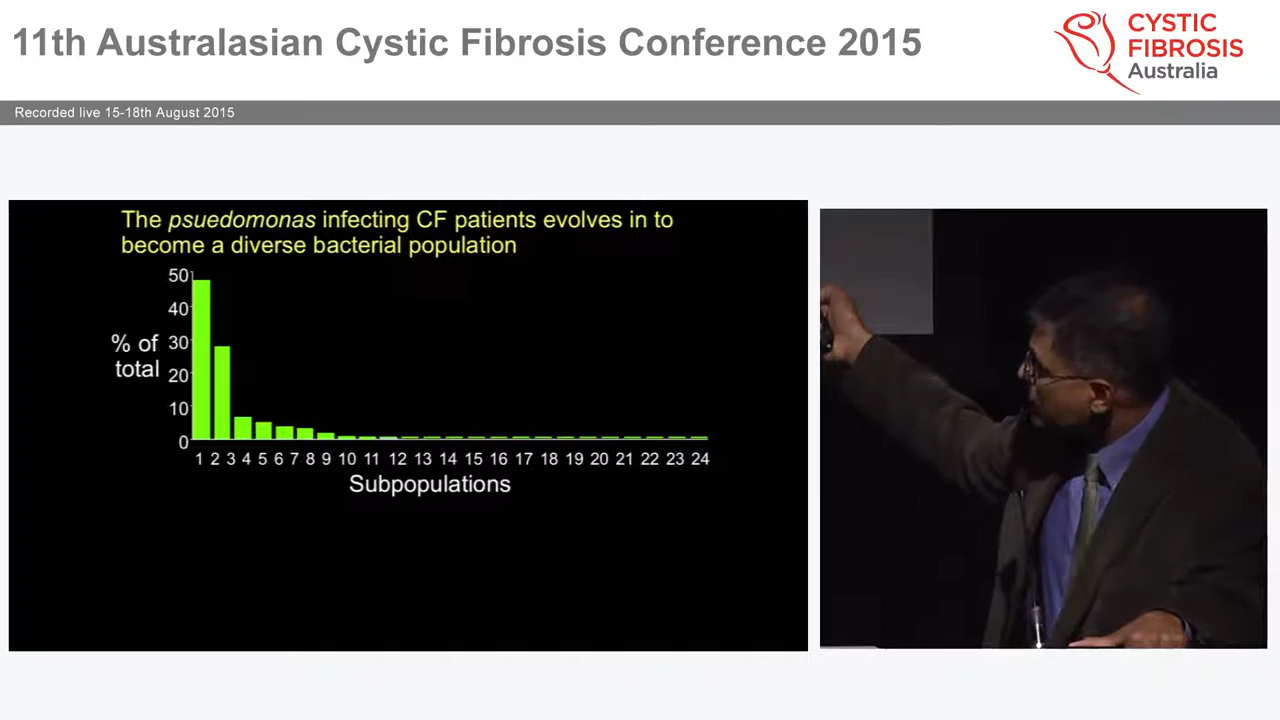 11th Australasian Cystic Fibrosis Conference 2015
CYSTIC
FIBROSIS
Australia
Recorded live 15-18th August 2015
The psuedomonas infecting CF patients evolves in to
become a diverse bacterial population
50
40
% of
total
30
20
10
0
1 2 3 4 5 6 7 8 9 10 11 12 13 14 15 16 17 18 19 20 21 22 23 24
Subpopulations